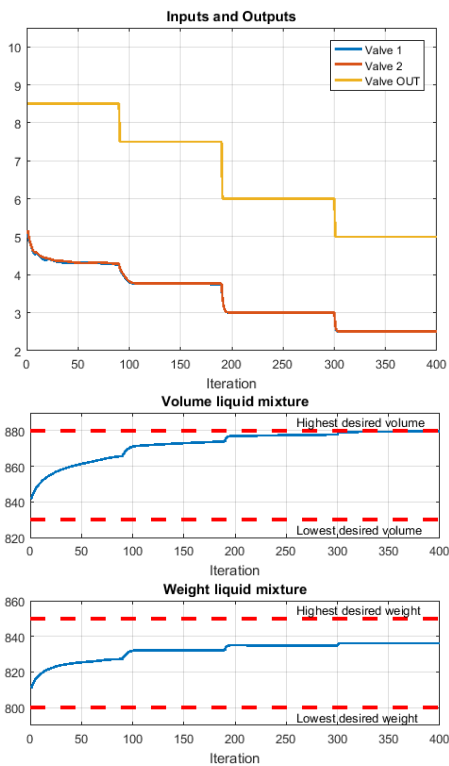 Inputs and Outputs
10
9
8
7
6
5
4
3
2
Valve 1
Valve 2
Valve OUT
0 50 100 150 200 250 300 350 400
Iteration
Volume liquid mixture
880
860
840
820
Highest desired volume
Lowest desired volume
0 50 100 150 200 250 300 350 400
Iteration
Weight liquid mixture
860
840
820
800
Highest desired weight
Lowest desired weight
0 50 100 150 200 250 300 350 400
Iteration